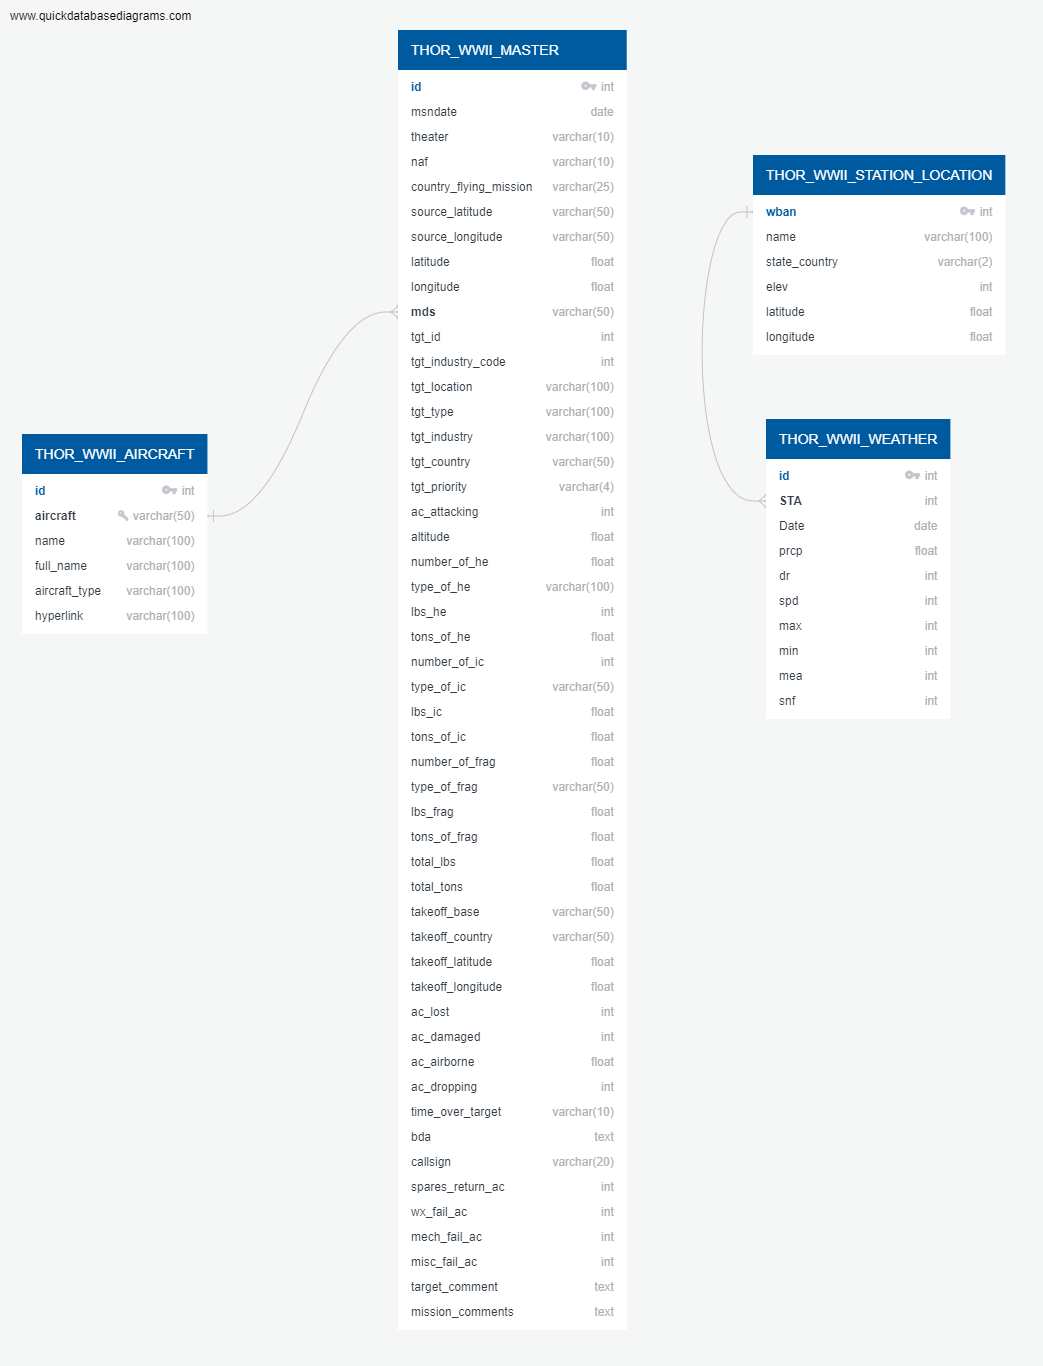 www.quickdatabasediagrams.com
THOR_WWII_MASTER
id int
msndate date
theater varchar(10)
naf varchar(10)
country_flying_mission varchar(25)
source_latitude varchar(50)
source_longitude varchar(50)
latitude float
longitude float
mds varchar(50)
tgt_id int
tgt_industry_code int
tgt_location varchar(100)
tgt_type varchar(100)
tgt_industry varchar(100)
tgt_country varchar(50)
tgt_priority varchar(4)
ac_attacking int
altitude float
number_of_he float
type_of_he varchar(100)
lbs_he int
tons_of_he float
number_of_ic int
type_of_ic varchar(50)
lbs_ic float
tons_of_ic float
number_of_frag float
type_of_frag varchar(50)
lbs_frag float
tons_of_frag float
total_lbs float
total_tons float
takeoff_base varchar(50)
takeoff_country varchar(50)
takeoff_latitude float
takeoff_longitude float
ac_lost int
ac_damaged int
ac_airborne float
ac_dropping int
time_over_target varchar(10)
bda text
callsign varchar(20)
spares_return_ac int
wx_fail_ac int
mech_fail_ac int
misc_fail_ac int
target_comment text
mission_comments text
THOR_WWII_STATION_LOCATION
wban int
name varchar(100)
state_country varchar(2)
elev int
latitude float
longitude float
THOR_WWII_AIRCRAFT
id int
aircraft varchar(50)
name varchar(100)
full_name varchar(100)
aircraft_type varchar(100)
hyperlink varchar(100)
THOR_WWII_WEATHER
id int
STA int
Date date
prcp float
dr int
spd int
max int
min int
mea int
snf int